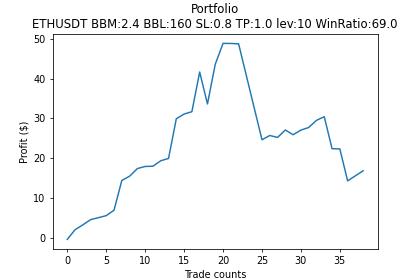 Portfolio
ETHUSDT BBM:2.4 BBL:160 SL:0.8 TP:1.0 lev:10 WinRatio:69.0
50
40
30
20
10
0
Profit ($)
0 5 10 15 20 25 30 35
Trade counts